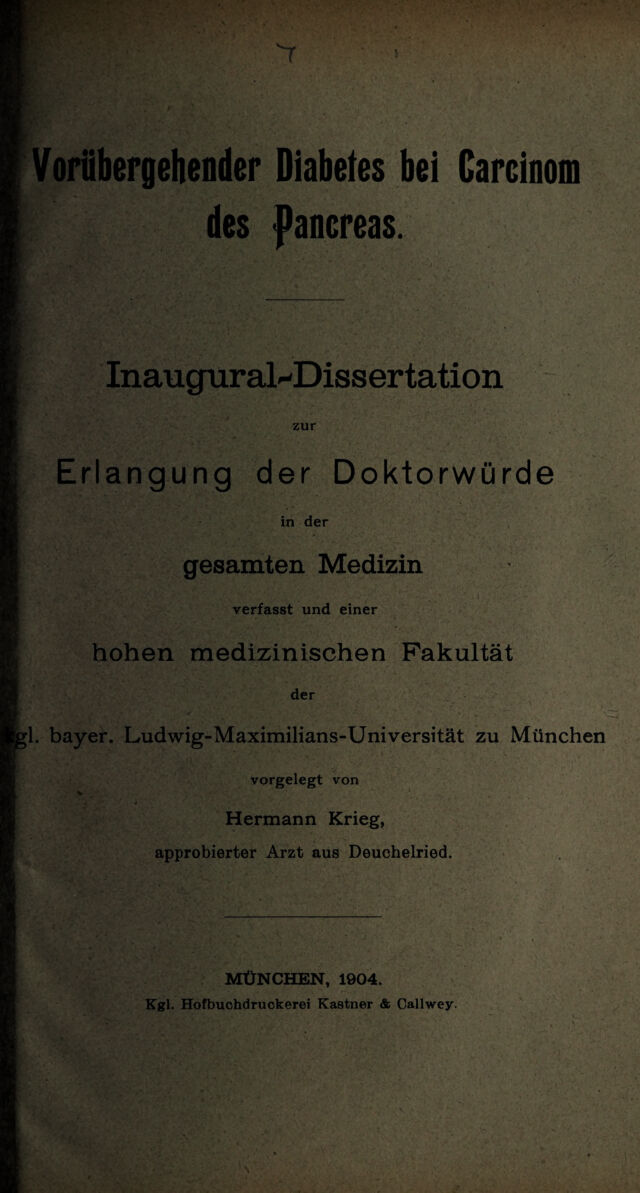 Vorübergehender Diabetes bei Carcinom
des Pancreas.
Inaugural-Dissertation
zur
Erlangung der Doktorwürde
in der
gesamten Medizin
verfasst und einer
hohen medizinischen Fakultät
der
gl. bayer. Ludwig-Maximilians-Universität zu München
vorgelegt von
Hermann Krieg,
approbierter Arzt aus Deuchelried.
MÜNCHEN, 1904.
Kgl. Hofbuchdruckerei Kastner & Callwey.